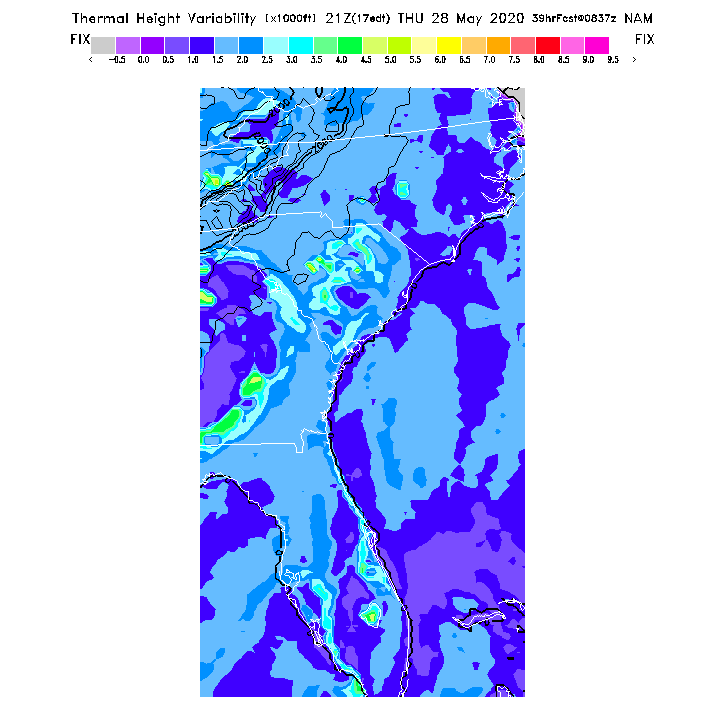 Thermal Height Variability [x1000ft] 21Z(17edt) THU 28 May 2020 39hrFcst@0837z NAM
FIX FIX
< -0.5 0.0 0.5 1.0 1.5 2.0 2.5 3.0 3.5 4.0 4.5 5.0 5.5 6.0 6.5 7.0 7.5 8.0 8.5 9.0 9.5 >